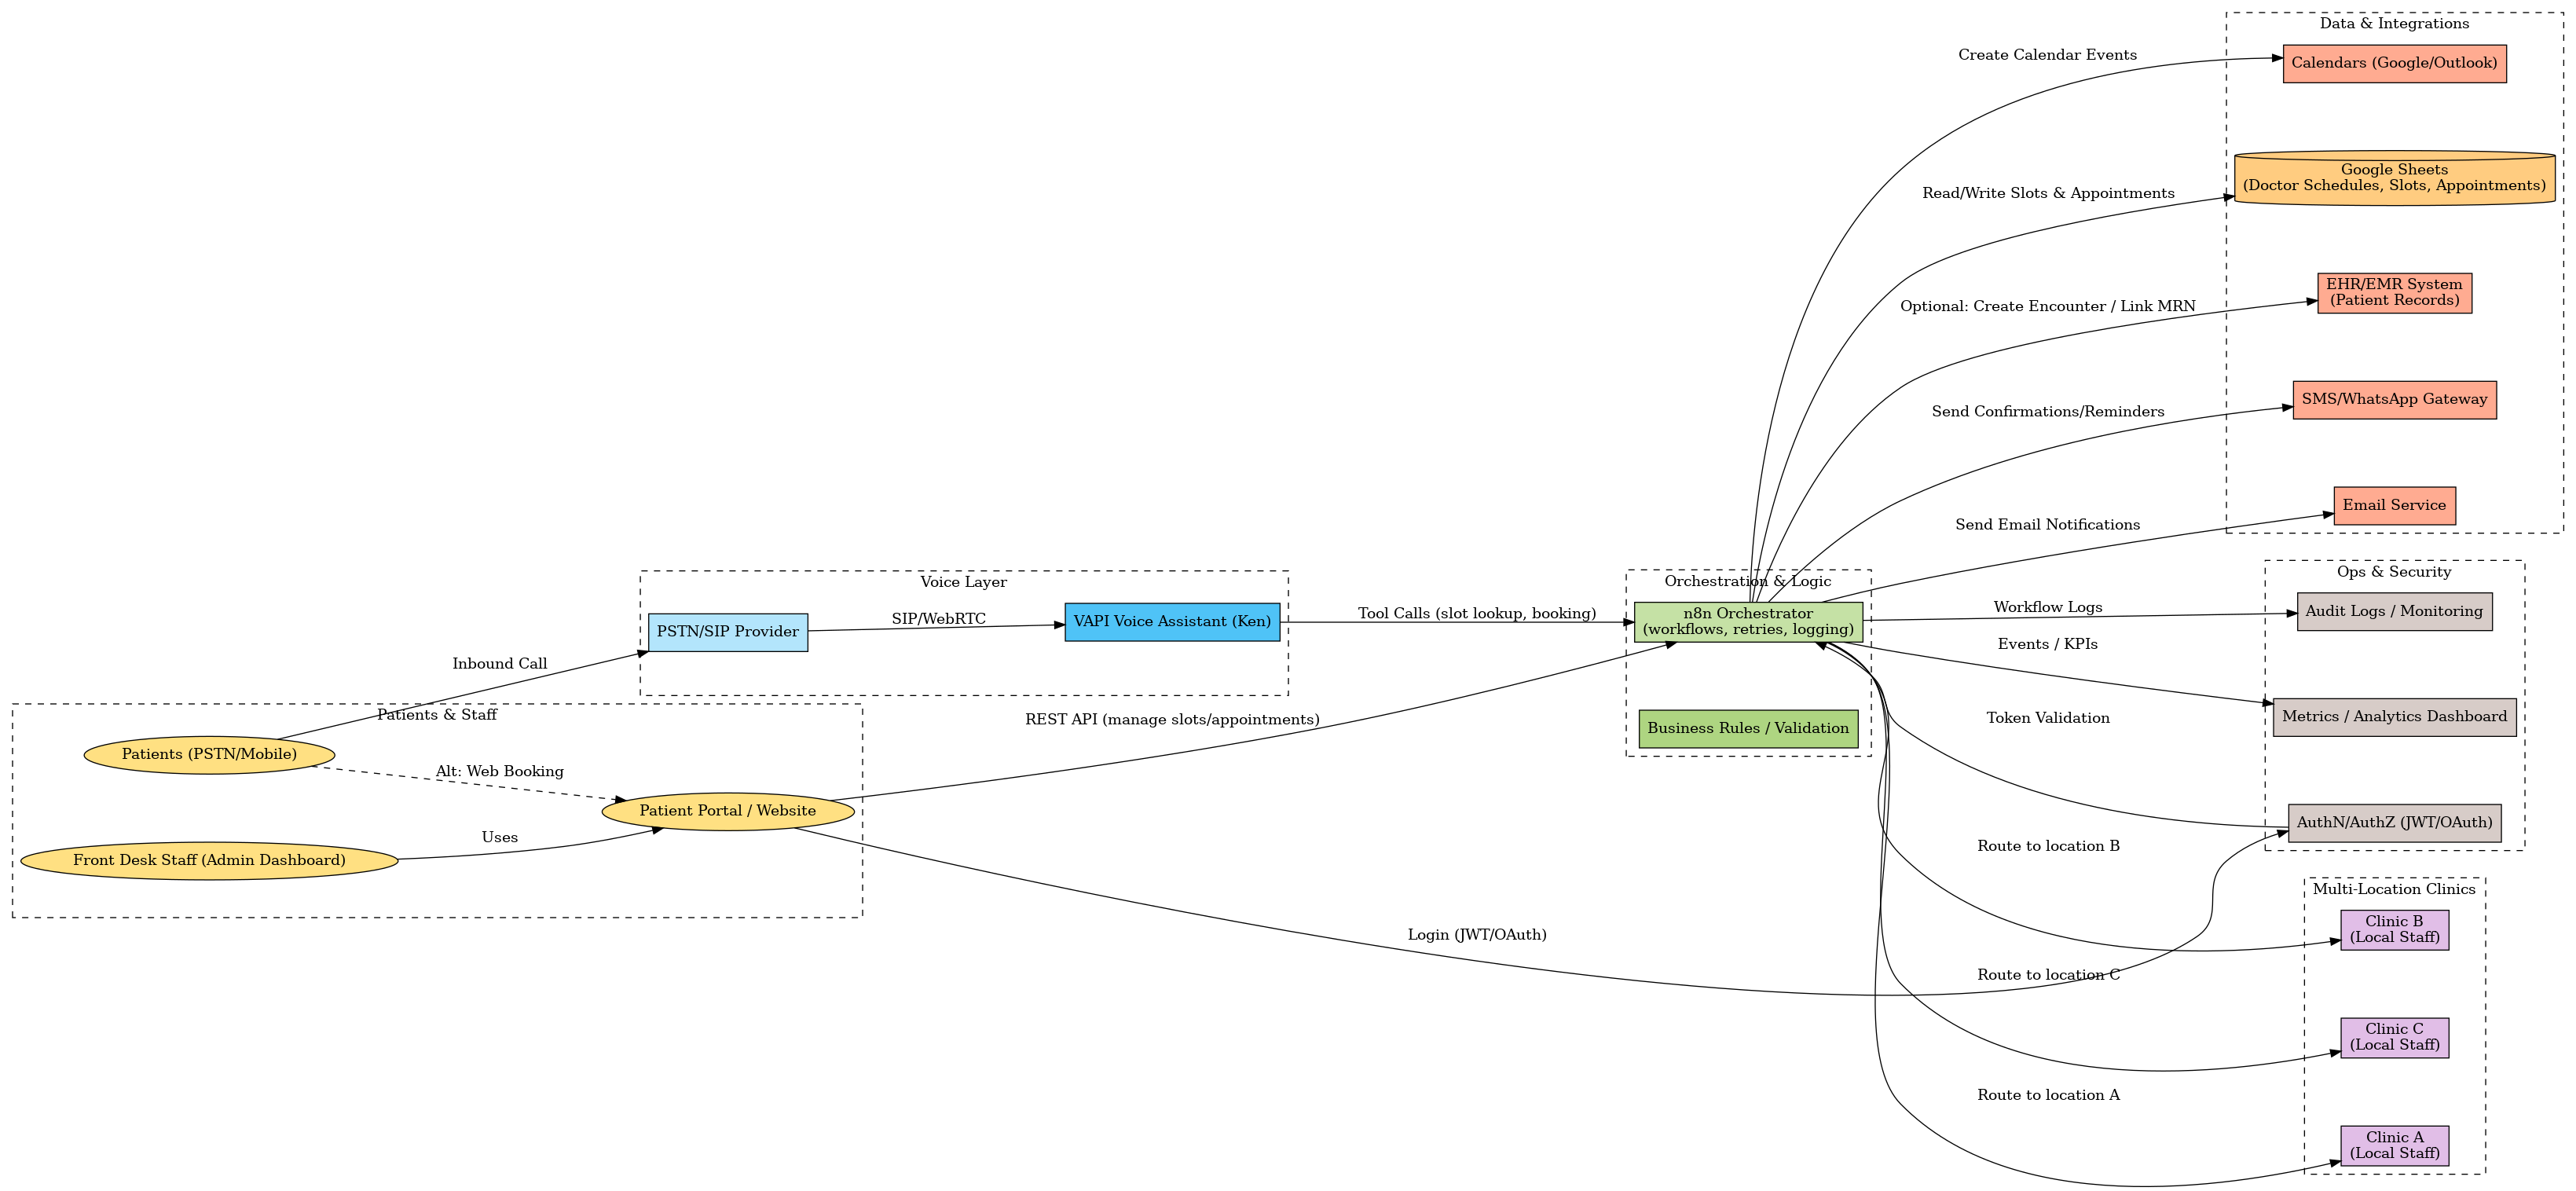 Data & Integrations
Create Calendar Events
Calendars (Google/Outlook)
Read/Write Slots & Appointments
Google Sheets
(Doctor Schedules, Slots, Appointments)
Optional: Create Encounter / Link MRN
EHR/EMR System
(Patient Records)
Send Confirmations/Reminders
SMS/WhatsApp Gateway
Send Email Notifications
Email Service
Voice Layer
PSTN/SIP Provider
SIP/WebRTC
VAPI Voice Assistant (Ken)
Tool Calls (slot lookup, booking)
Orchestration & Logic
n8n Orchestrator
(workflows, retries, logging)
Business Rules / Validation
Ops & Security
Workflow Logs
Audit Logs / Monitoring
Events / KPIs
Metrics / Analytics Dashboard
Token Validation
AuthN/AuthZ (JWT/OAuth)
Inbound Call
Patients & Staff
Patients (PSTN/Mobile)
Alt: Web Booking
Patient Portal / Website
Uses
Front Desk Staff (Admin Dashboard)
REST API (manage slots/appointments)
Login (JWT/OAuth)
Multi-Location Clinics
Route to location B
Clinic B
(Local Staff)
Route to location C
Clinic C
(Local Staff)
Route to location A
Clinic A
(Local Staff)